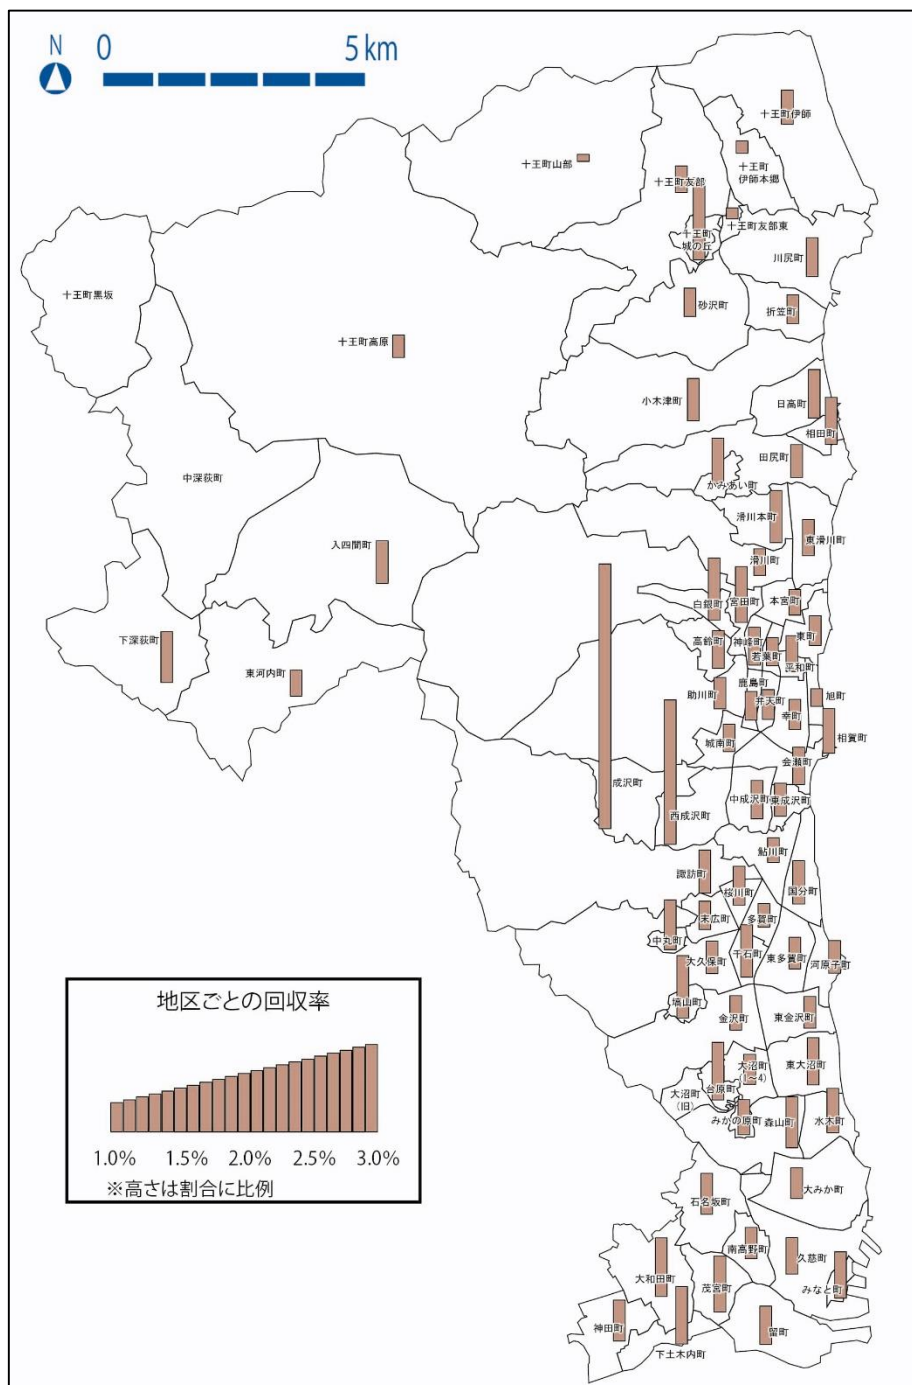 N
0
5 km
十王町伊師
十王町
伊師本郷
十王町山部
十王町友部
十王町友部東
十王町
城の丘
川尻町
十王町黒坂
砂沢町
折笠町
十王町高原
小木津町
日高町
相田町
田尻町
中深荻町
かみあい町
滑川本町
東滑川町
入四間町
滑川町
白銀町
宮田町
本宮町
下深荻町
高鈴町
神峰町
東町
若葉町
平和町
東河内町
助川町
鹿島町
弁天町
旭町
幸町
相賀町
城南町
会瀬町
成沢町
西成沢町
中成沢町
東成沢町
鮎川町
諏訪町
桜川町
国分町
末広町
多賀町
中丸町
千石町
大久保町
東多賀町
河原子町
塙山町
金沢町
東金沢町
大沼町
(1〜4)
東大沼町
台原町
大沼町
(旧)
みかの原町
森山町
水木町
大みか町
石名坂町
南高野町
久慈町
大和田町
茂宮町
みなと町
神田町
留町
下土木内町
地区ごとの回収率
1.0%
1.5%
2.0%
2.5%
3.0%
※高さは割合に比例